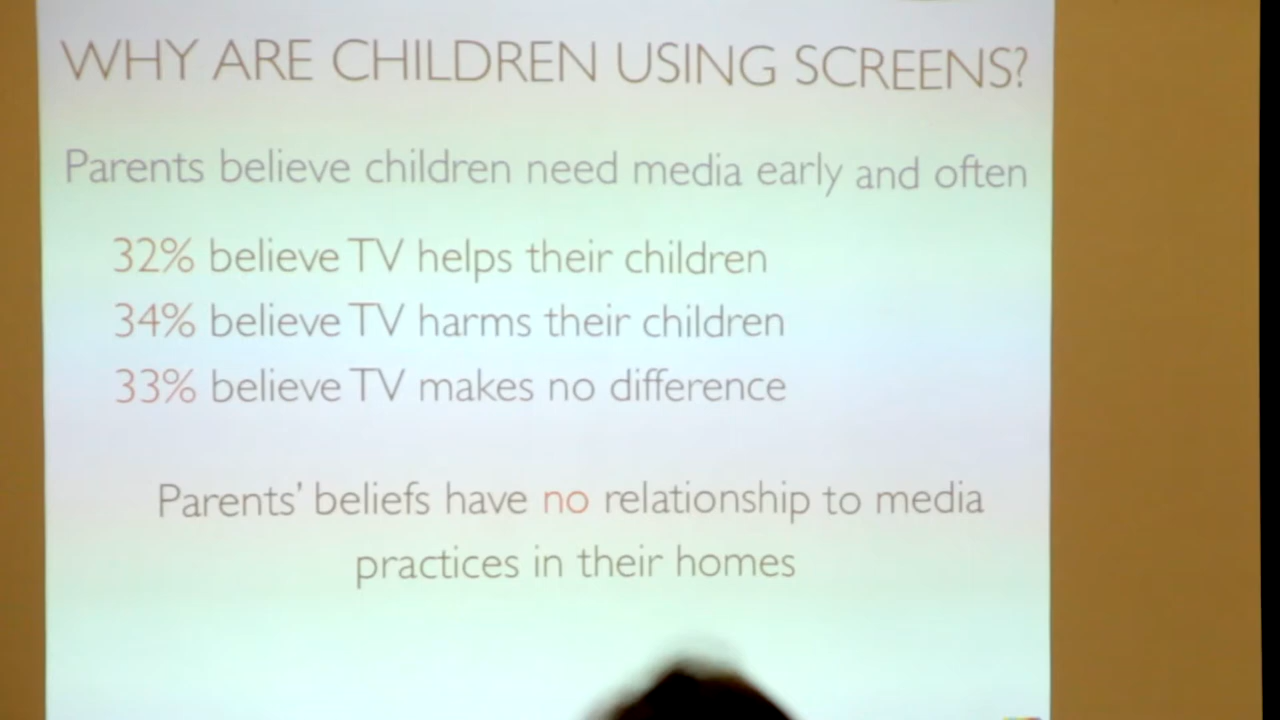 WHY ARE CHILDREN USING SCREENS?
Parents believe children need media early and often
32% believe TV helps their children
34% believe TV harms their children
33% believe TV makes no difference
Parents' beliefs have no relationship to media
practices in their homes